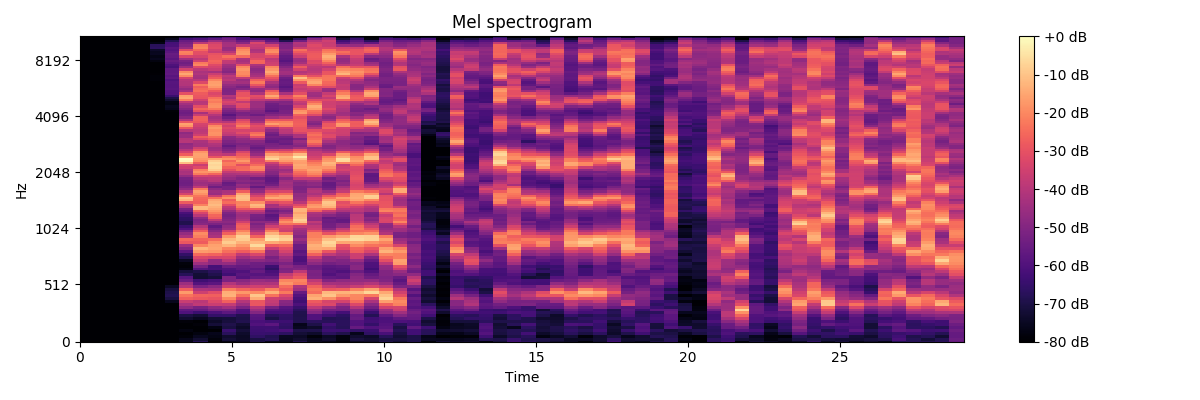 Mel spectrogram
Hz
8192
4096
2048
1024
512
0
0 5 10 15 20 25
Time
+0 dB
-10 dB
-20 dB
-30 dB
-40 dB
-50 dB
-60 dB
-70 dB
-80 dB